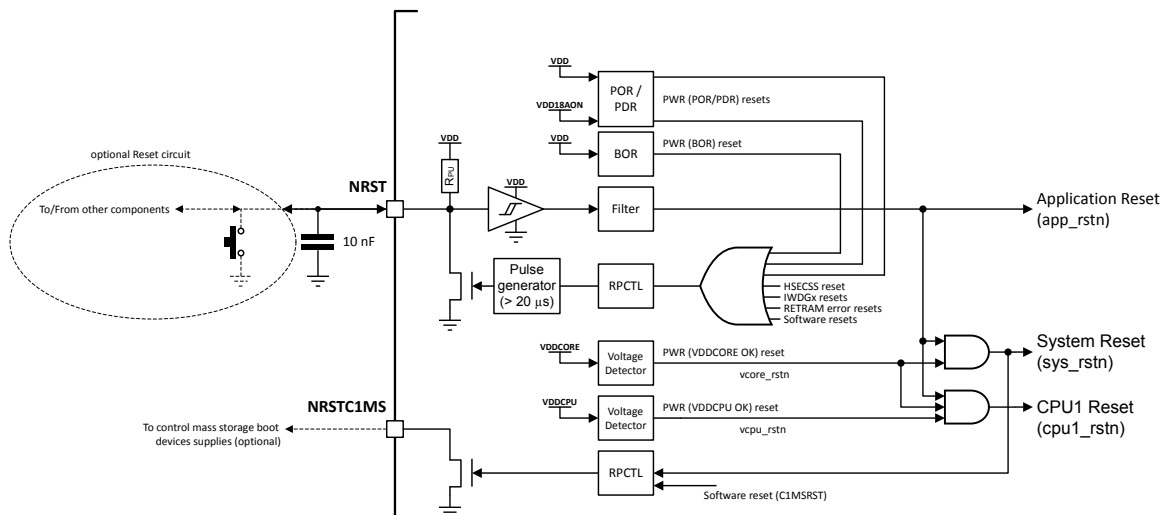 VDD
POR /
PDR
PWR (POR/PDR) resets
VDD18AON
VDD
BOR
PWR (BOR) reset
optional Reset circuit
VDD
RPU
NRST
VDD
To/From other components
Filter
Application Reset
(app_rstn)
10 nF
Pulse
generator
(> 20 μs)
RPCTL
HSECSS reset
IWDGx resets
RETRAM error resets
Software resets
VDDCORE
Voltage
Detector
PWR (VDDCORE OK) reset
vcore_rstn
System Reset
(sys_rstn)
NRSTC1MS
VDDCPU
Voltage
Detector
PWR (VDDCPU OK) reset
vcpu_rstn
CPU1 Reset
(cpu1_rstn)
To control mass storage boot
devices supplies (optional)
RPCTL
Software reset (C1MSRST)